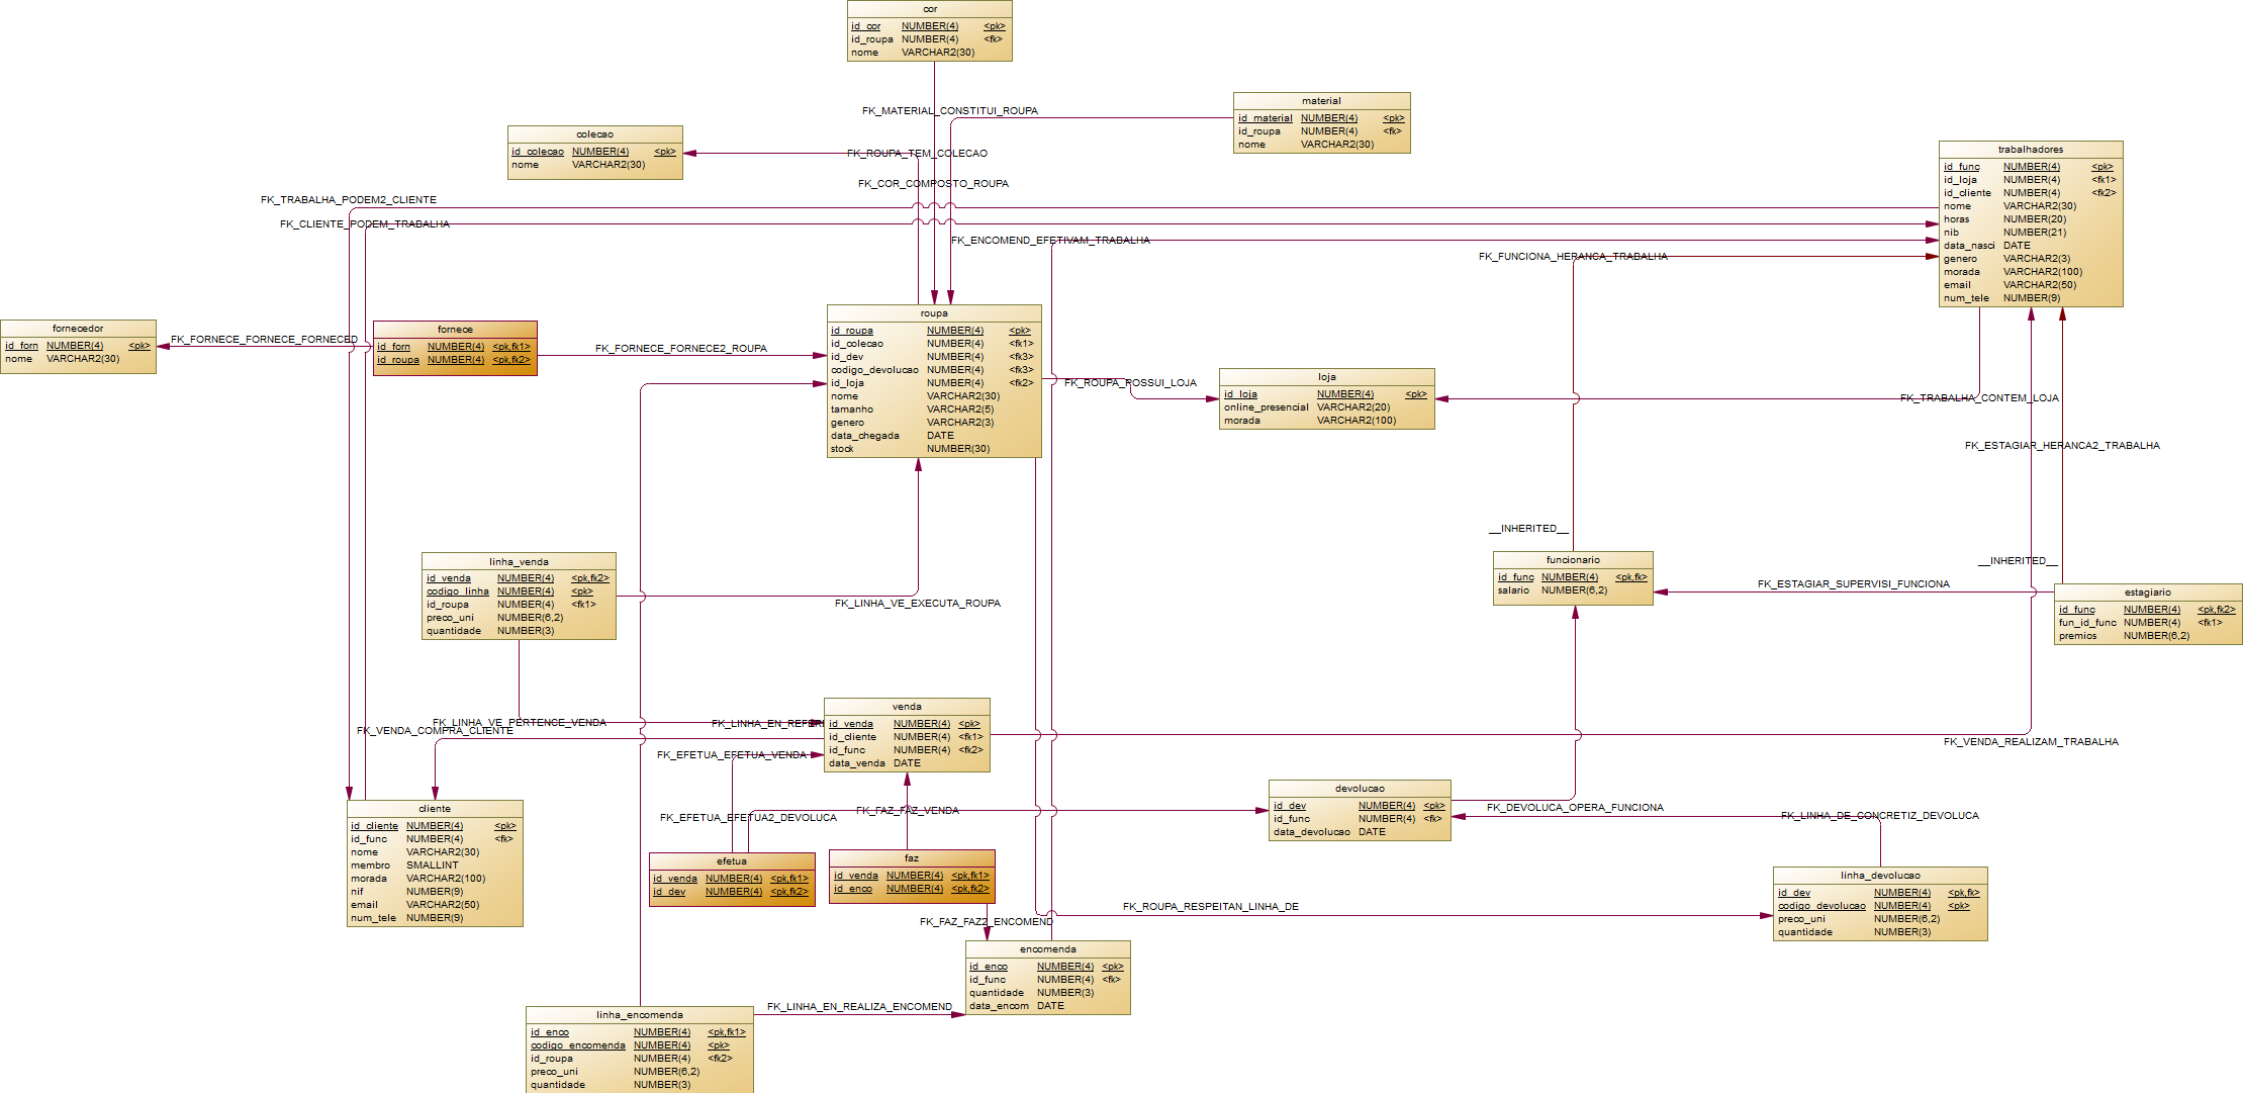 cor
id_cor NUMBER(4) <pk>
id_roupa NUMBER(4) <fk>
nome VARCHAR2(30)
FK_MATERIAL_CONSTITUI_ROUPA
material
id_material NUMBER(4) <pk>
id_roupa NUMBER(4) <fk>
nome VARCHAR2(30)
colecao
id_colecao NUMBER(4) <pk>
nome VARCHAR2(30)
FK_ROUPA_TEM_COLECAO
FK_COR_COMPOSTO_ROUPA
trabalhadores
id_func NUMBER(4) <pk>
id_loja NUMBER(4) <fk1>
id_cliente NUMBER(4) <fk2>
nome VARCHAR2(30)
horas NUMBER(20)
nib NUMBER(21)
data_nasci DATE
genero VARCHAR2(3)
morada VARCHAR2(100)
email VARCHAR2(50)
num_tele NUMBER(9)
FK_TRABALHA_PODEM2_CLIENTE
FK_CLIENTE_PODEM_TRABALHA
FK_ENCOMEND_EFETIVAM_TRABALHA
FK_FUNCIONA_HERANCA_TRABALHA
fornecedor
id_forn NUMBER(4) <pk>
nome VARCHAR2(30)
FK_FORNECE_FORNECE_FORNECED
fornece
id_forn NUMBER(4) <pk,fk1>
id_roupa NUMBER(4) <pk,fk2>
FK_FORNECE_FORNECE2_ROUPA
roupa
id_roupa NUMBER(4) <pk>
id_colecao NUMBER(4) <fk1>
id_dev NUMBER(4) <fk3>
codigo_devolucao NUMBER(4) <fk3>
id_loja NUMBER(4) <fk2>
nome VARCHAR2(30)
tamanho VARCHAR2(5)
genero VARCHAR2(3)
data_chegada DATE
stock NUMBER(30)
FK_ROUPA_POSSUI_LOJA
loja
id_loja NUMBER(4) <pk>
online_presencial VARCHAR2(20)
morada VARCHAR2(100)
FK_TRABALHA_CONTEM_LOJA
FK_ESTAGIAR_HERANCA2_TRABALHA
linha_venda
id_venda NUMBER(4) <pk,fk2>
codigo_linha NUMBER(4) <pk>
id_roupa NUMBER(4) <fk1>
preco_uni NUMBER(6,2)
quantidade NUMBER(3)
FK_LINHA_VE_EXECUTA_ROUPA
__INHERITED__
funcionario
id_func NUMBER(4) <pk,fk>
salario NUMBER(6,2)
__INHERITED__
FK_ESTAGIAR_SUPERVISI_FUNCIONA
estagiario
id_func NUMBER(4) <pk,fk2>
fun_id_func NUMBER(4) <fk1>
premios NUMBER(6,2)
FK_LINHA_VE_PERTENCE_VENDA
FK_LINHA_EN_REFER
FK_VENDA_COMPRA_CLIENTE
FK_EFETUA_EFETUA_VENDA
venda
id_venda NUMBER(4) <pk>
id_cliente NUMBER(4) <fk1>
id_func NUMBER(4) <fk2>
data_venda DATE
FK_VENDA_REALIZAM_TRABALHA
cliente
id_cliente NUMBER(4) <pk>
id_func NUMBER(4) <fk>
nome VARCHAR2(30)
membro SMALLINT
morada VARCHAR2(100)
nif NUMBER(9)
email VARCHAR2(50)
num_tele NUMBER(9)
FK_EFETUA_EFETUA2_DEVOLUCA
FK_FAZ_FAZ_VENDA
devolucao
id_dev NUMBER(4) <pk>
id_func NUMBER(4) <fk>
data_devolucao DATE
FK_DEVOLUCA_OPERA_FUNCIONA
FK_LINHA_DE_CONCRETIZ_DEVOLUCA
efetua
id_venda NUMBER(4) <pk,fk1>
id_dev NUMBER(4) <pk,fk2>
faz
id_venda NUMBER(4) <pk,fk1>
id_enco NUMBER(4) <pk,fk2>
linha_devolucao
id_dev NUMBER(4) <pk,fk>
codigo_devolucao NUMBER(4) <pk>
preco_uni NUMBER(6,2)
quantidade NUMBER(3)
FK_ROUPA_RESPEITAN_LINHA_DE
FK_FAZ_FAZ2_ENCOMEND
encomenda
id_enco NUMBER(4) <pk>
id_func NUMBER(4) <fk>
quantidade NUMBER(3)
data_encom DATE
FK_LINHA_EN_REALIZA_ENCOMEND
linha_encomenda
id_enco NUMBER(4) <pk,fk1>
codigo_encomenda NUMBER(4) <pk>
id_roupa NUMBER(4) <fk2>
preco_uni NUMBER(6,2)
quantidade NUMBER(3)